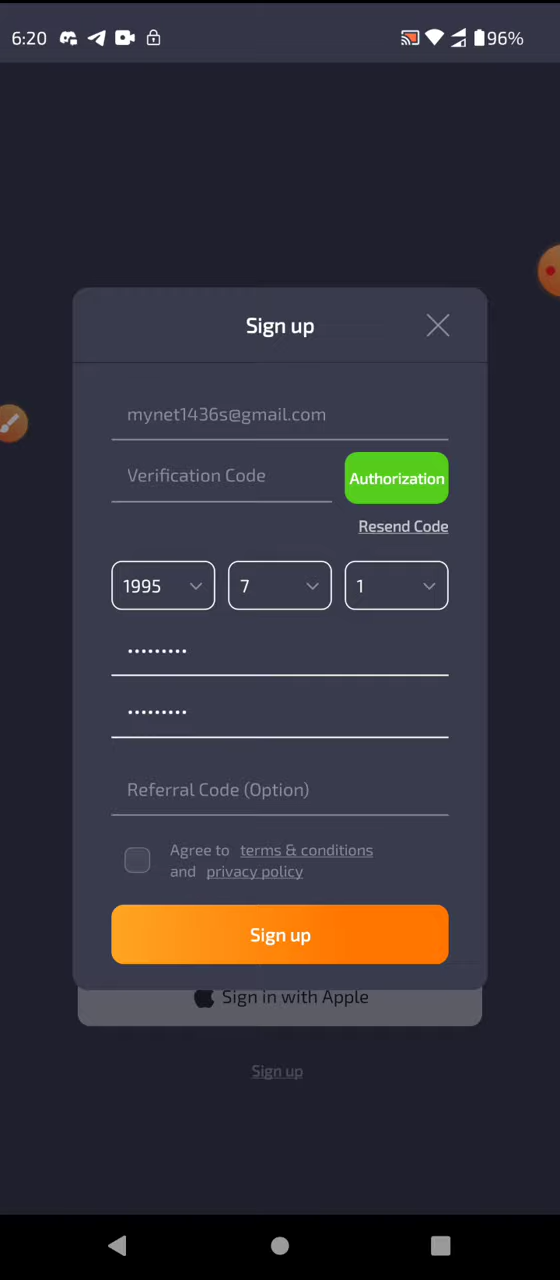 6:20
96%
Sign up
mynet1436s@gmail.com
Verification Code
Authorization
Resend Code
1995 7 1
•••••••••
•••••••••
Referral Code (Option)
Agree to terms & conditions
and privacy policy
Sign up
Sign in with Apple
Sign up